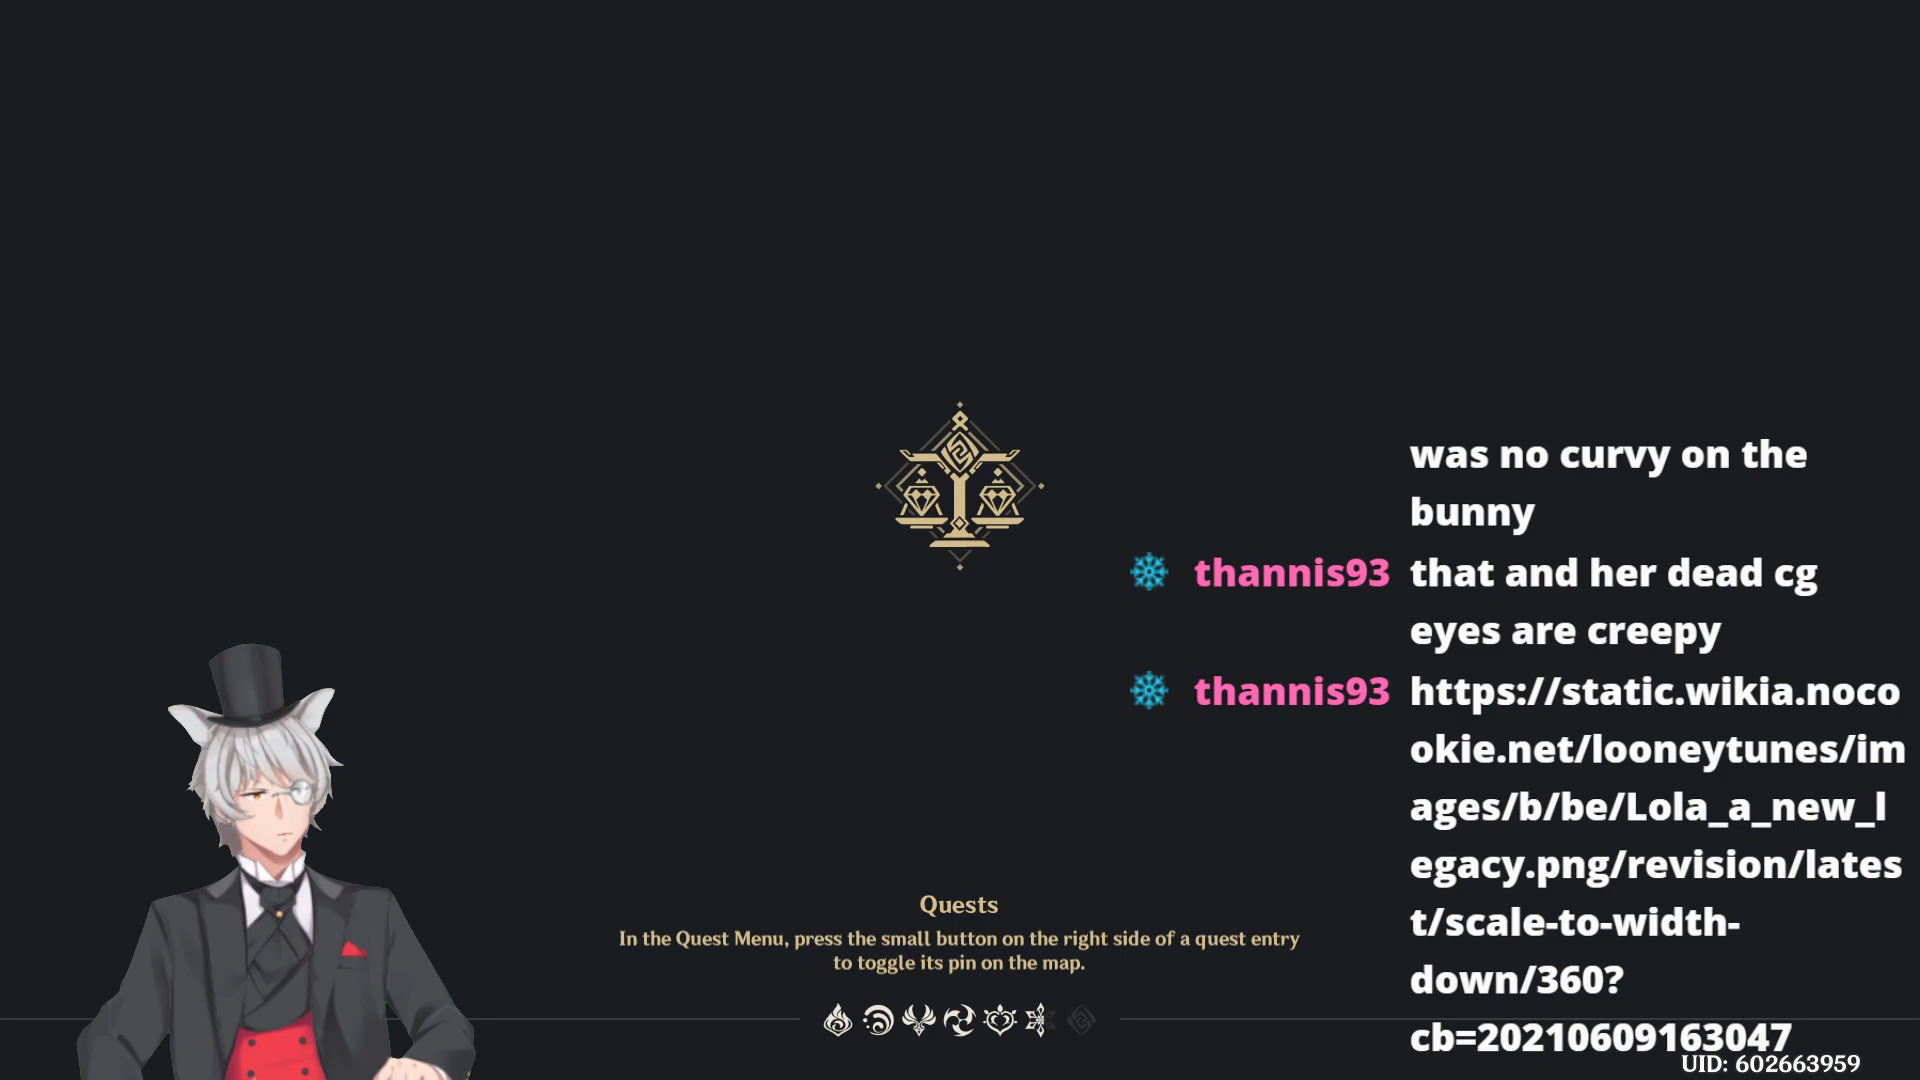 was no curvy on the
bunny
thannis93 that and her dead cg
eyes are creepy
thannis93 https://static.wikia.noco
okie.net/looneytunes/im
ages/b/be/Lola_a_new_l
egacy.png/revision/lates
t/scale-to-width-
down/360?
cb=20210609163047
Quests
In the Quest Menu, press the small button on the right side of a quest entry
to toggle its pin on the map.
UID: 602663959